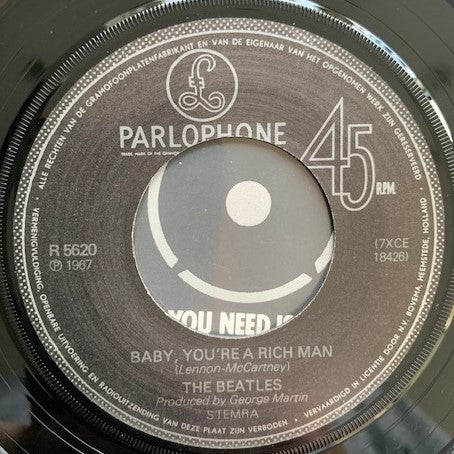 ALLE RECHTEN VAN DE GRAMOFOONPLATENFABRIKANT EN VAN DE EIGENAAR VAN HET OPGENOMEN WERK ZIJN GERESERVEERD
£
PARLOPHONE
45
R.P.M.
R 5620
℗ 1967
(7XCE
18426)
YOU NEED IS
BABY, YOU'RE A RICH MAN
(Lennon-McCartney)
THE BEATLES
Produced by George Martin
STEMRA
VERMENIGVULDIGING, OPENBARE UITVOERING EN RADIOUITZENDING VAN DEZE PLAAT ZIJN VERBODEN - VERVAARDIGD IN LICENTIE DOOR N.V. BOVEMA, HEEMSTEDE, HOLLAND